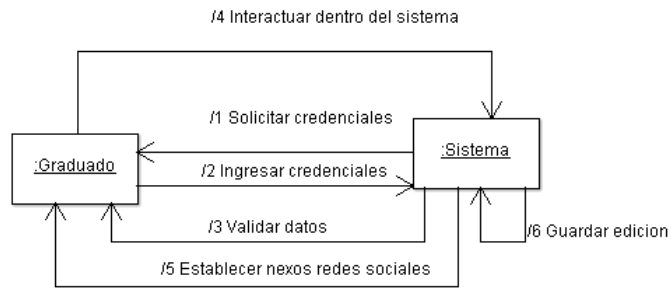 /4 Interactuar dentro del sistema
/1 Solicitar credenciales
:Graduado
:Sistema
/2 Ingresar credenciales
/3 Validar datos
/6 Guardar edicion
/5 Establecer nexos redes sociales